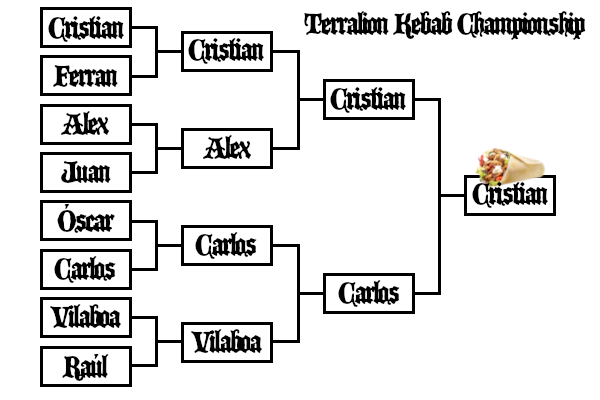 Terralion Kebab Championship
Cristian
Ferran
Alex
Juan
Óscar
Carlos
Vilaboa
Raúl
Cristian
Alex
Carlos
Vilaboa
Cristian
Carlos
Cristian